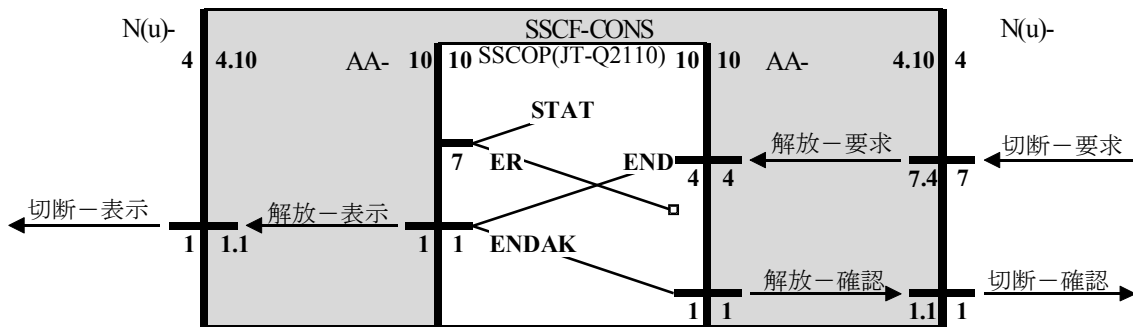 N(u)- SSCF-CONS N(u)-
4 4.10 AA- 10 10 SSCOP(JT-Q2110) 10 10 AA- 4.10 4
STAT
解放－要求 切断－要求
7 ER END 4 4 7.4 7
切断－表示 解放－表示
1 1.1 1 1 ENDAK
解放－確認 切断－確認
1 1 1.1 1